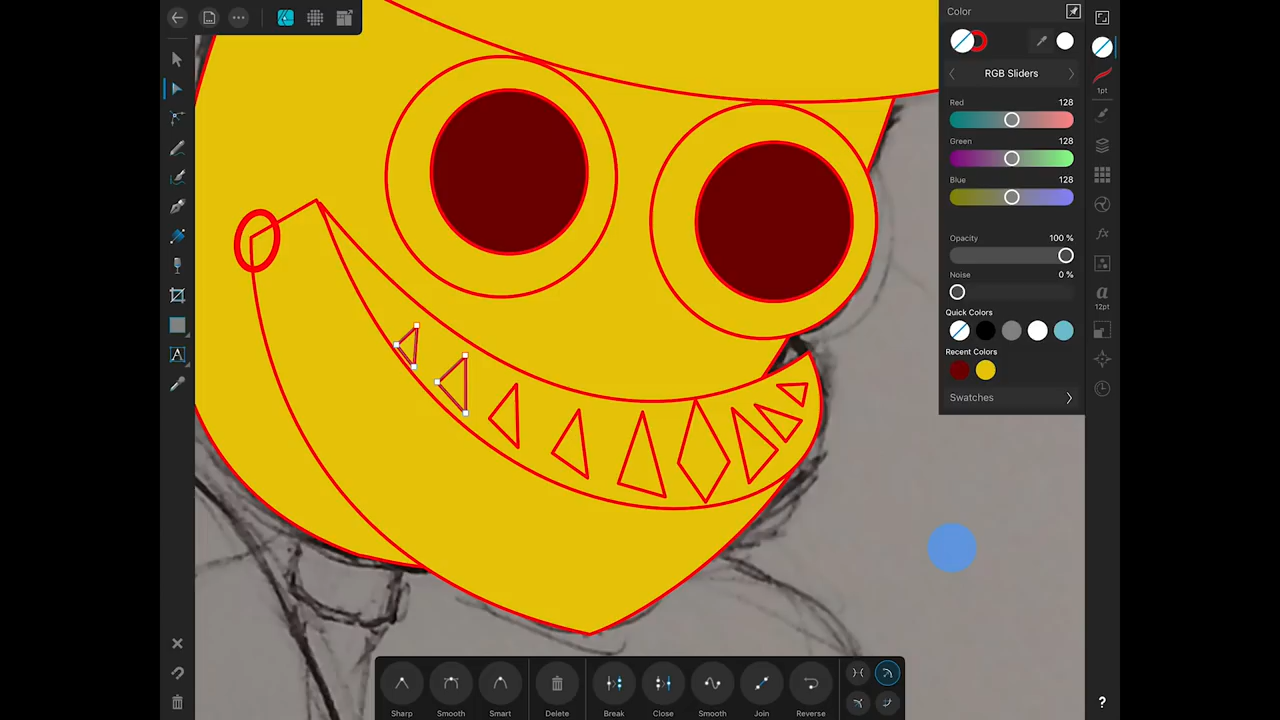 Color
RGB Sliders
1pt
Red 128
Green 128
Blue 128
Opacity 100 %
Noise 0 %
a
12pt
Quick Colors
Recent Colors
Swatches
A
Sharp Smooth Smart Delete Break Close Smooth Join Reverse
?